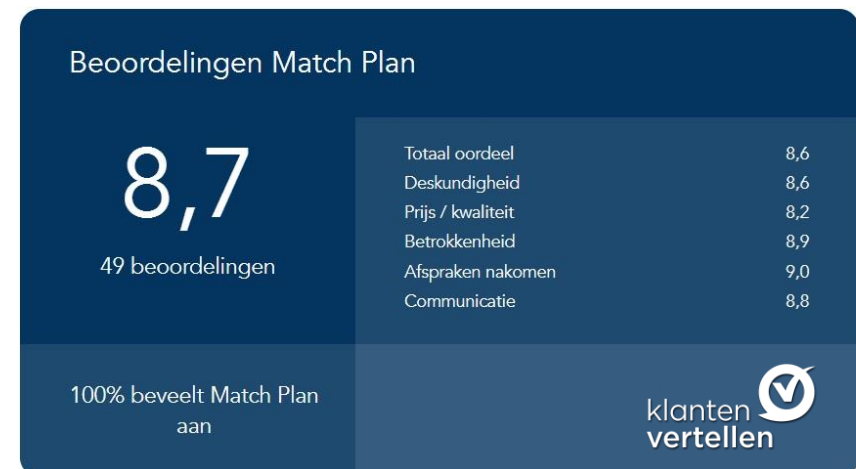 Beoordelingen Match Plan
8,7
49 beoordelingen
Totaal oordeel 8,6
Deskundigheid 8,6
Prijs / kwaliteit 8,2
Betrokkenheid 8,9
Afspraken nakomen 9,0
Communicatie 8,8
100% beveelt Match Plan
aan
klanten
vertellen